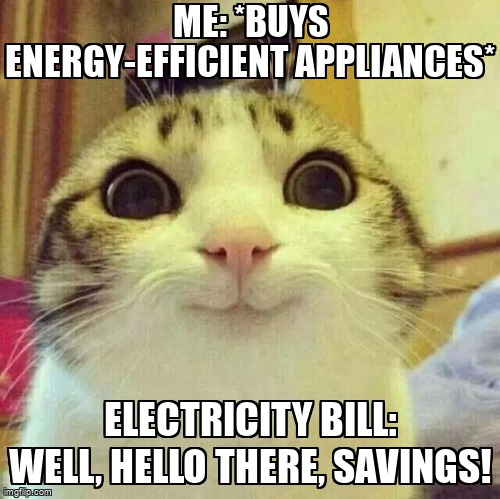 ME: *BUYS
ENERGY-EFFICIENT APPLIANCES*
ELECTRICITY BILL:
WELL, HELLO THERE, SAVINGS!
imgflip.com